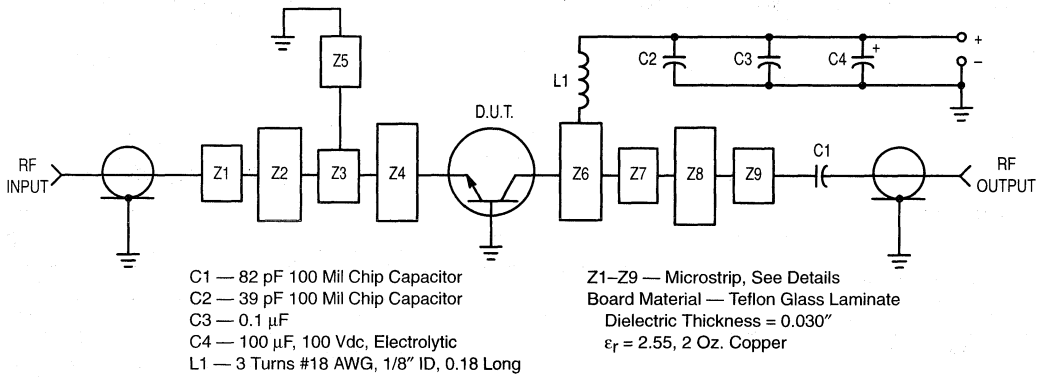 Z5
+
C2
C3
C4
+
−
L1
D.U.T.
RF
INPUT
Z1
Z2
Z3
Z4
Z6
Z7
Z8
Z9
C1
RF
OUTPUT
C1 — 82 pF 100 Mil Chip Capacitor
C2 — 39 pF 100 Mil Chip Capacitor
C3 — 0.1 µF
C4 — 100 µF, 100 Vdc, Electrolytic
L1 — 3 Turns #18 AWG, 1/8″ ID, 0.18 Long
Z1–Z9 — Microstrip, See Details
Board Material — Teflon Glass Laminate
Dielectric Thickness = 0.030″
εr = 2.55, 2 Oz. Copper